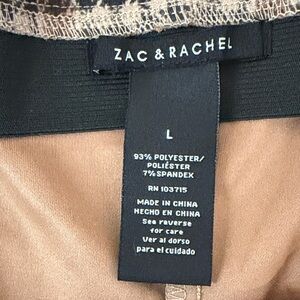 ZAC & RACHEL
L
93% POLYESTER/
POLIÉSTER
7% SPANDEX
RN 103715
MADE IN CHINA
HECHO EN CHINA
See reverse
for care
Ver al dorso
para el cuidado